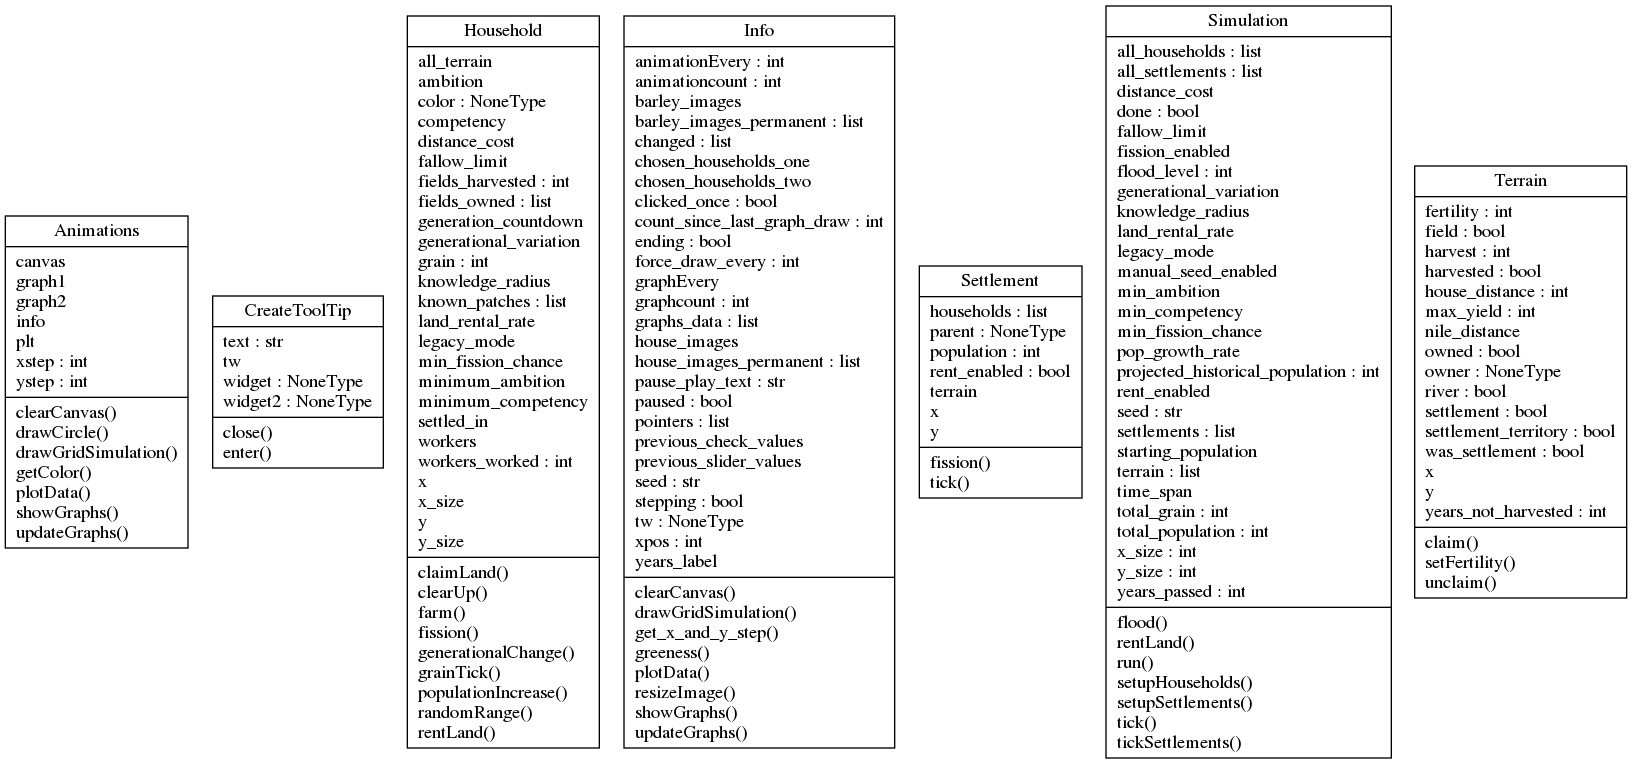 Animations
canvas
graph1
graph2
info
plt
xstep : int
ystep : int
clearCanvas()
drawCircle()
drawGridSimulation()
getColor()
plotData()
showGraphs()
updateGraphs()
CreateToolTip
text : str
tw
widget : NoneType
widget2 : NoneType
close()
enter()
Household
all_terrain
ambition
color : NoneType
competency
distance_cost
fallow_limit
fields_harvested : int
fields_owned : list
generation_countdown
generational_variation
grain : int
knowledge_radius
known_patches : list
land_rental_rate
legacy_mode
min_fission_chance
minimum_ambition
minimum_competency
settled_in
workers
workers_worked : int
x
x_size
y
y_size
claimLand()
clearUp()
farm()
fission()
generationalChange()
grainTick()
populationIncrease()
randomRange()
rentLand()
Info
animationEvery : int
animationcount : int
barley_images
barley_images_permanent : list
changed : list
chosen_households_one
chosen_households_two
clicked_once : bool
count_since_last_graph_draw : int
ending : bool
force_draw_every : int
graphEvery
graphcount : int
graphs_data : list
house_images
house_images_permanent : list
pause_play_text : str
paused : bool
pointers : list
previous_check_values
previous_slider_values
seed : str
stepping : bool
tw : NoneType
xpos : int
years_label
clearCanvas()
drawGridSimulation()
get_x_and_y_step()
greeness()
plotData()
resizeImage()
showGraphs()
updateGraphs()
Settlement
households : list
parent : NoneType
population : int
rent_enabled : bool
terrain
x
y
fission()
tick()
Simulation
all_households : list
all_settlements : list
distance_cost
done : bool
fallow_limit
fission_enabled
flood_level : int
generational_variation
knowledge_radius
land_rental_rate
legacy_mode
manual_seed_enabled
min_ambition
min_competency
min_fission_chance
pop_growth_rate
projected_historical_population : int
rent_enabled
seed : str
settlements : list
starting_population
terrain : list
time_span
total_grain : int
total_population : int
x_size : int
y_size : int
years_passed : int
flood()
rentLand()
run()
setupHouseholds()
setupSettlements()
tick()
tickSettlements()
Terrain
fertility : int
field : bool
harvest : int
harvested : bool
house_distance : int
max_yield : int
nile_distance
owned : bool
owner : NoneType
river : bool
settlement : bool
settlement_territory : bool
was_settlement : bool
x
y
years_not_harvested : int
claim()
setFertility()
unclaim()